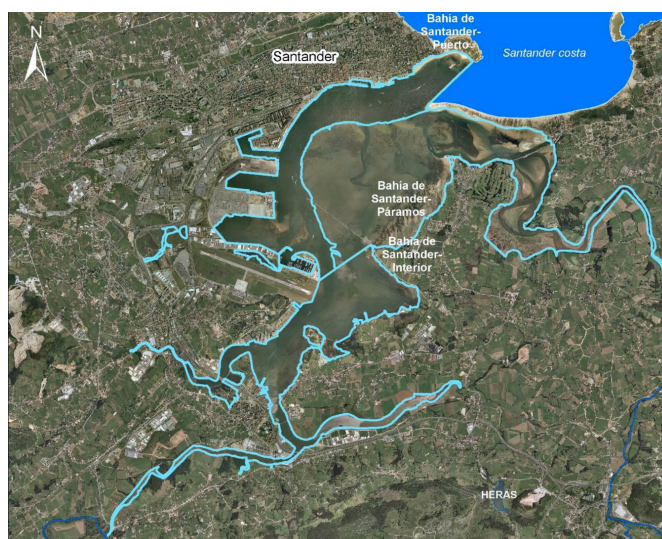 N
Bahía de
Santander-
Puerto
Santander
Santander costa
Bahía de
Santander-
Páramos
Bahía de
Santander-
Interior
HERAS